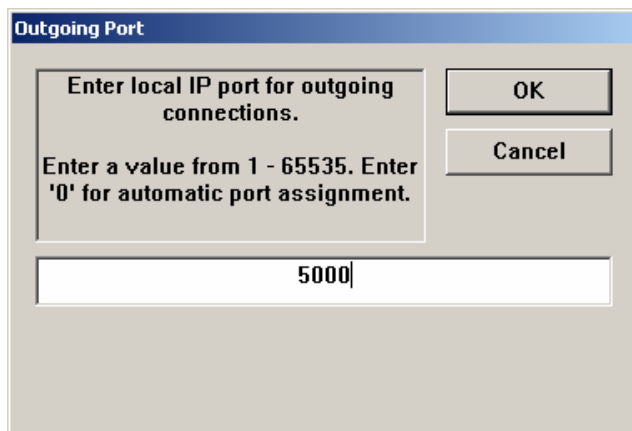 Outgoing Port
Enter local IP port for outgoing
connections.
Enter a value from 1 - 65535. Enter
'0' for automatic port assignment.
OK
Cancel
5000